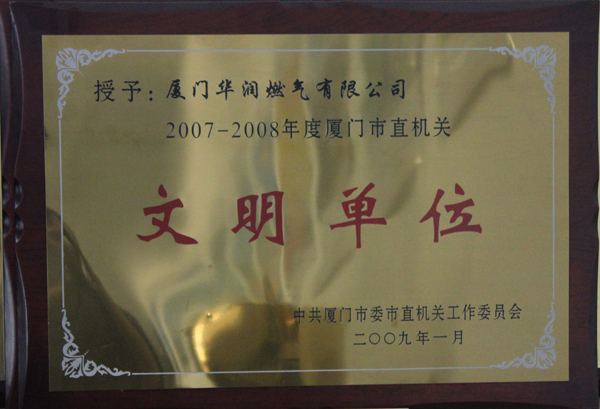 授予：厦门华润燃气有限公司
2007-2008年度厦门市直机关
文明单位
中共厦门市委市直机关工作委员会
二〇〇九年一月